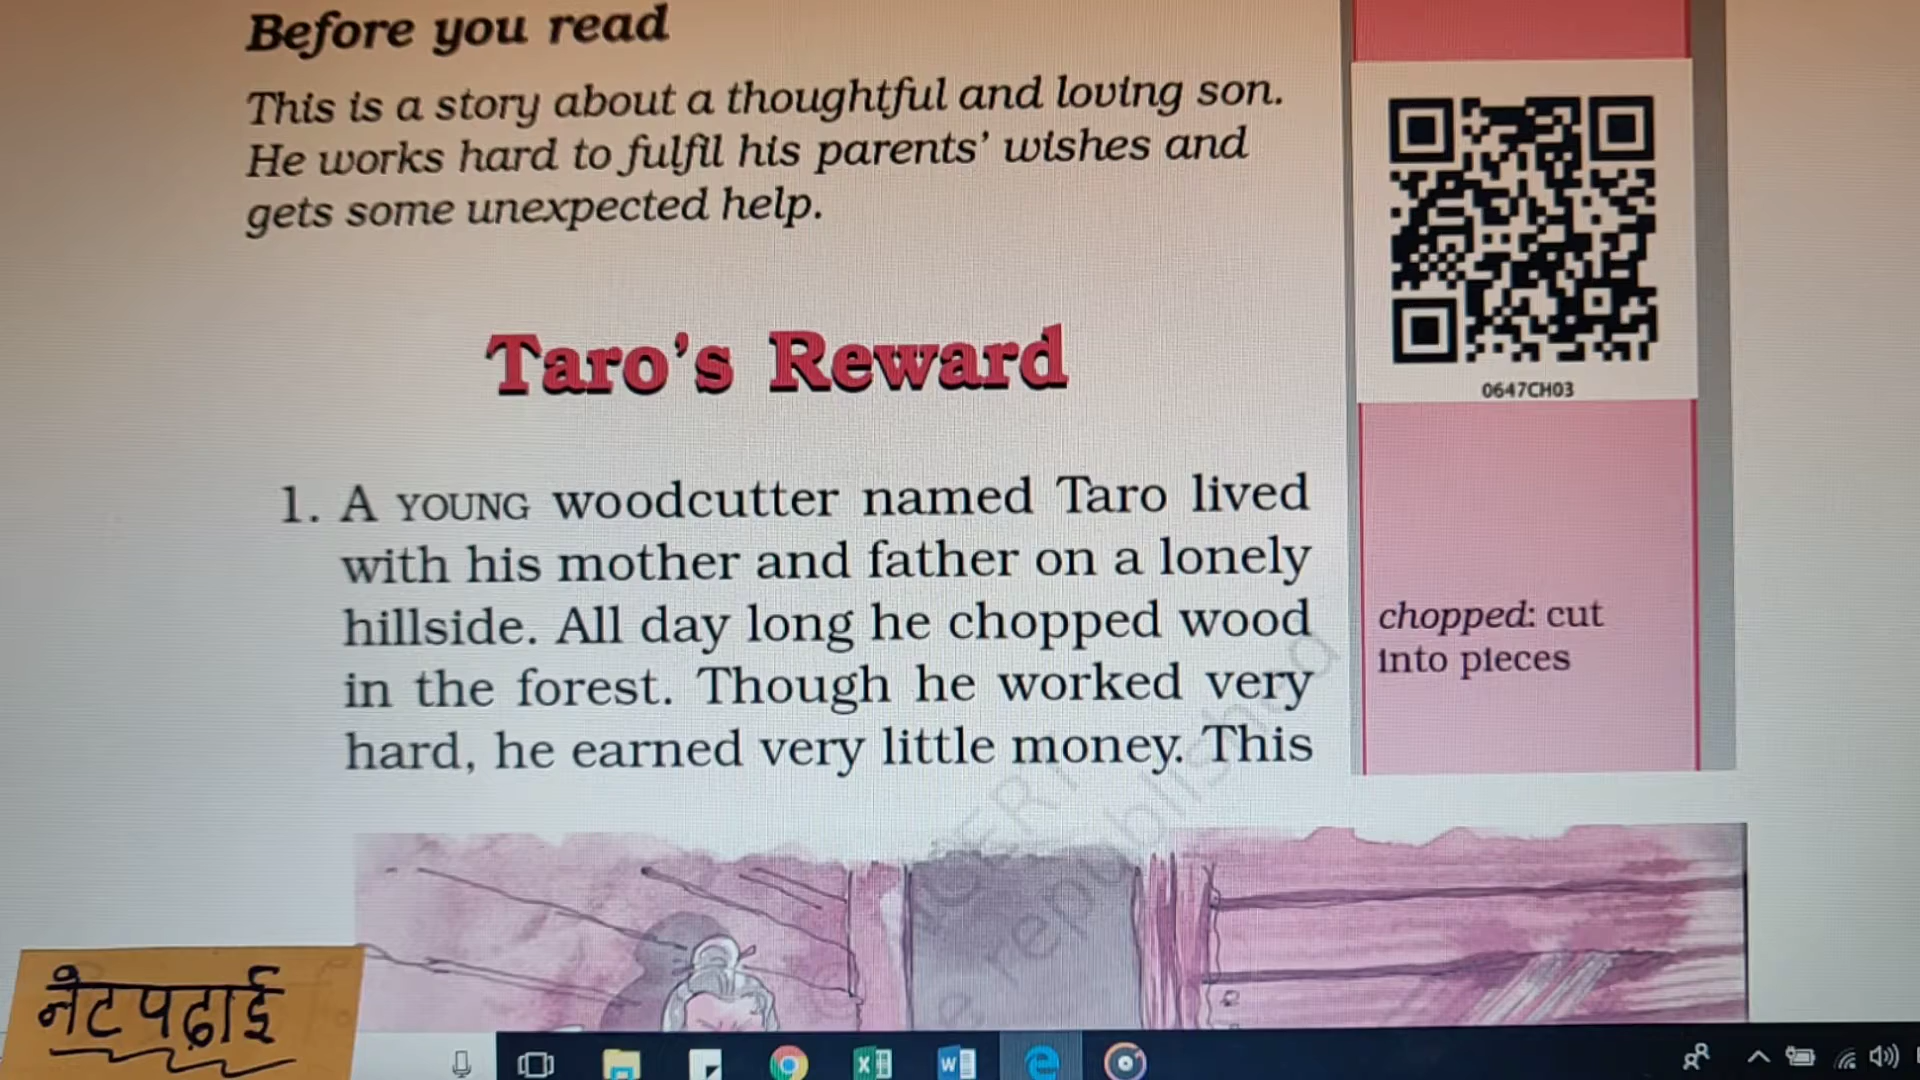 Before you read
This is a story about a thoughtful and loving son.
He works hard to fulfil his parents' wishes and
gets some unexpected help.
Taro's Reward
0647CH03
1. A YOUNG woodcutter named Taro lived
with his mother and father on a lonely
hillside. All day long he chopped wood
in the forest. Though he worked very
hard, he earned very little money. This
chopped: cut
into pieces
नेटपढ़ाई